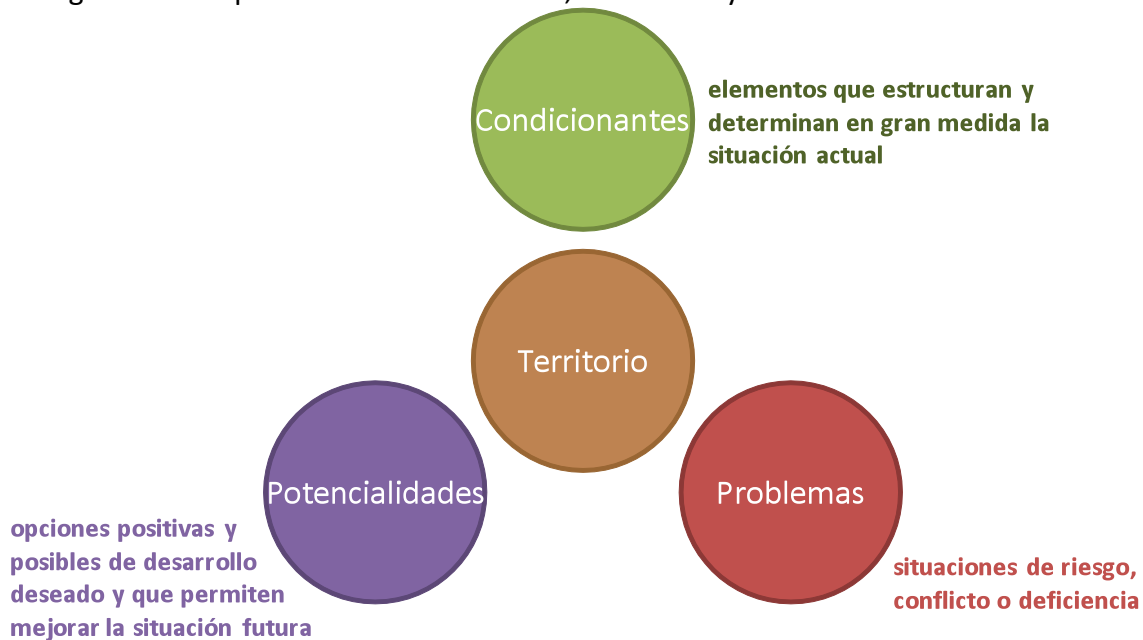 Condicionantes
elementos que estructuran y
determinan en gran medida la
situación actual
Territorio
Potencialidades
Problemas
opciones positivas y
posibles de desarrollo
deseado y que permiten
mejorar la situación futura
situaciones de riesgo,
conflicto o deficiencia